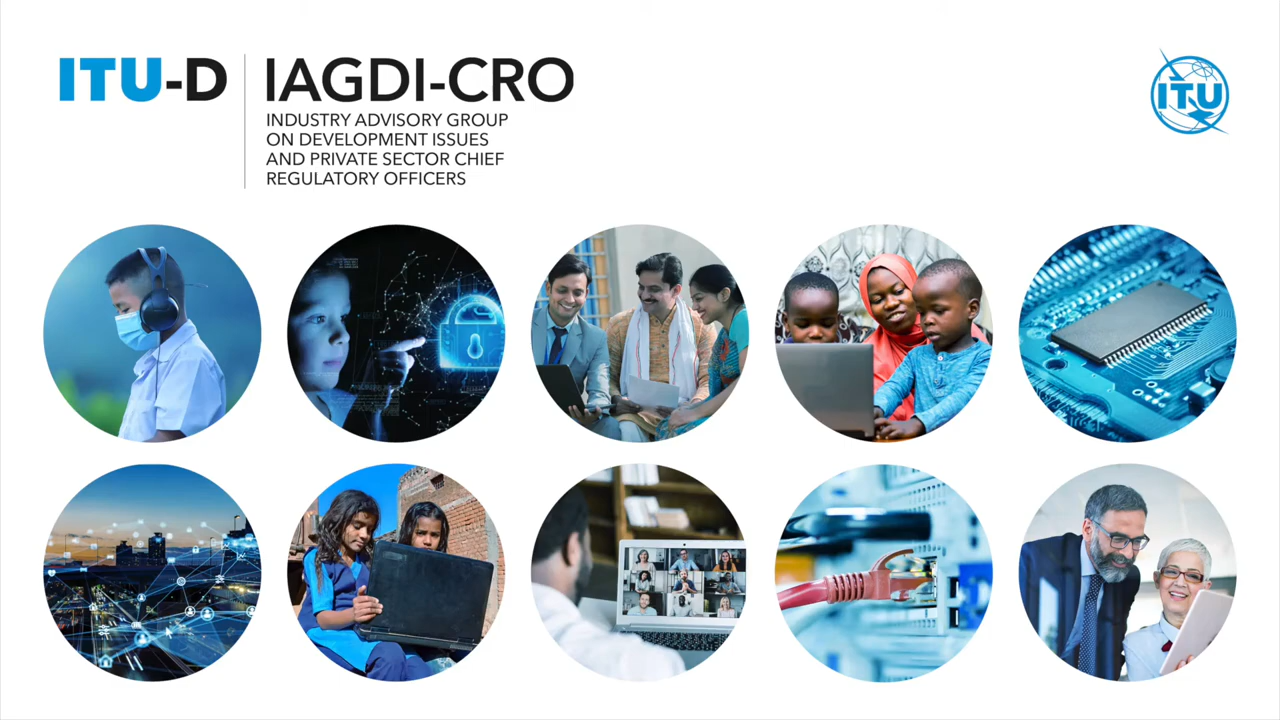 ITU-D
IAGDI-CRO
INDUSTRY ADVISORY GROUP
ON DEVELOPMENT ISSUES
AND PRIVATE SECTOR CHIEF
REGULATORY OFFICERS
ITU